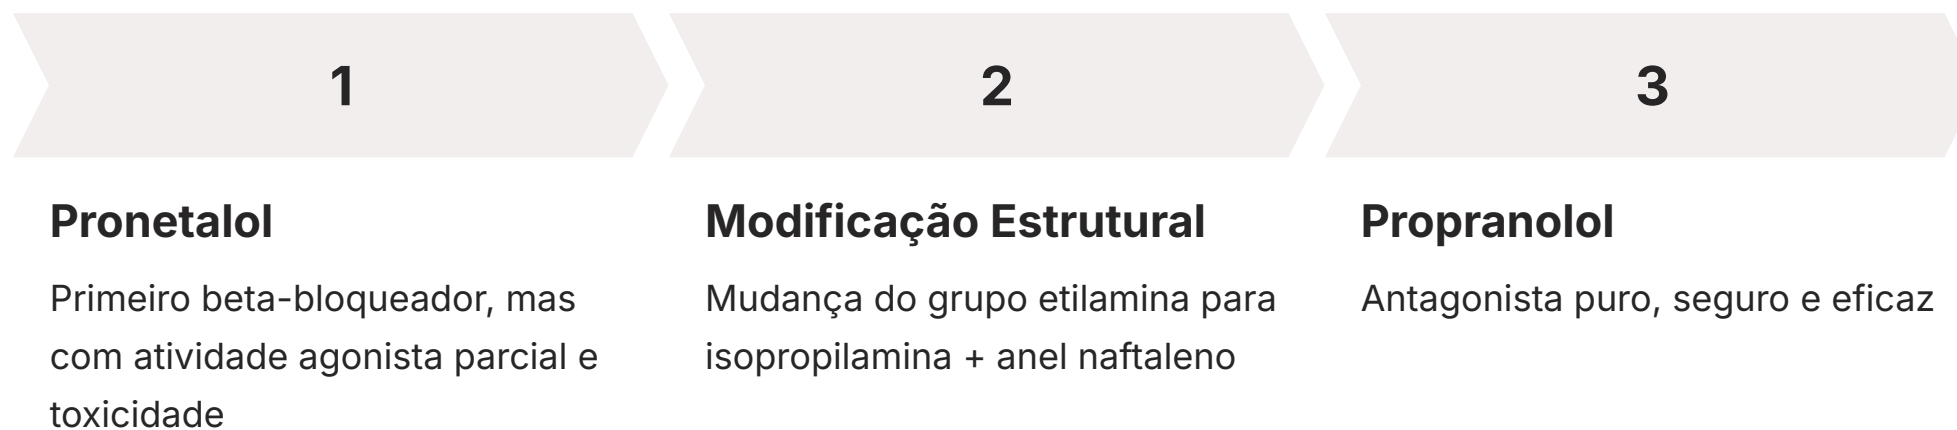 1
Pronetalol
Primeiro beta-bloqueador, mas
com atividade agonista parcial e
toxicidade
2
Modificação Estrutural
Mudança do grupo etilamina para
isopropilamina + anel naftaleno
3
Propranolol
Antagonista puro, seguro e eficaz